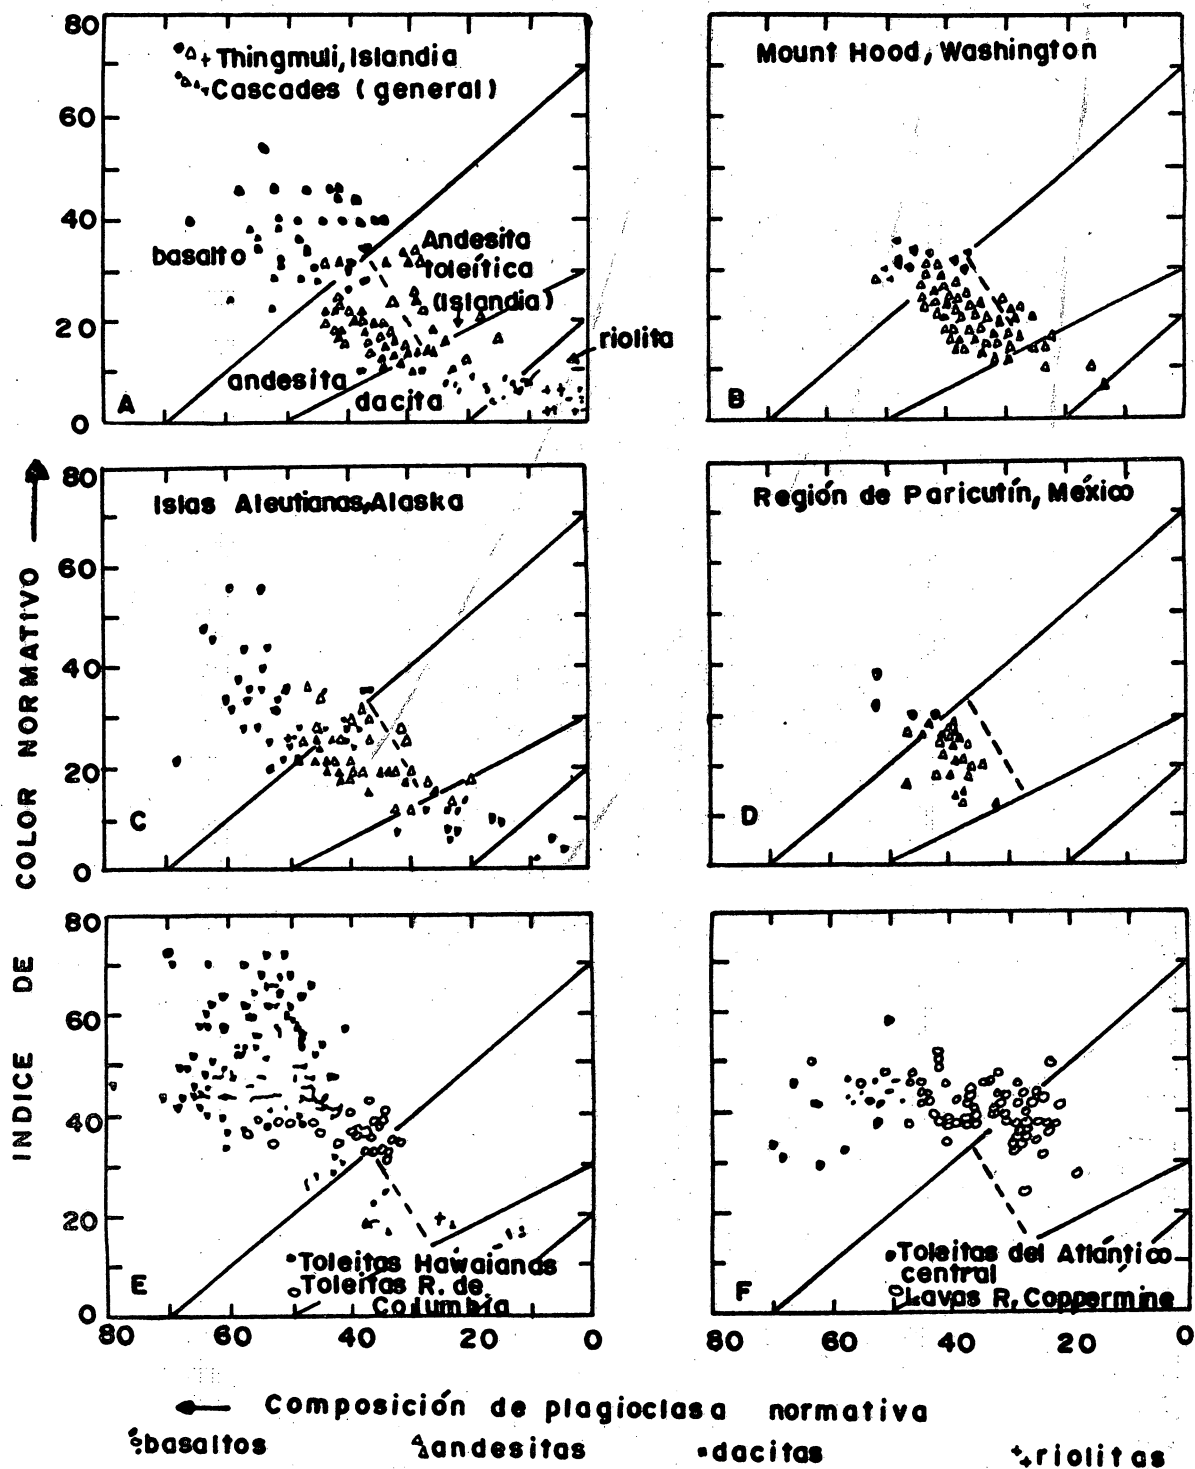 80
60
40
20
0
Thingmuli, Islandia
Cascades (general)
basalto
Andesita
toleítica
(Islandia)
riolita
andesita
dacita
A
Mount Hood, Washington
B
80
60
40
20
0
Islas Aleutianas, Alaska
C
Región de Paricutín, México
D
INDICE DE COLOR NORMATIVO
80
60
40
20
0
E
Toleitas Hawaianas
Toleitas R. de
Columbia
80 60 40 20 0
F
Toleitas del Atlántico
central
Lavas R. Coppermine
80 60 40 20 0
Composición de plagioclasa normativa
basaltos andesitas dacitas riolitas